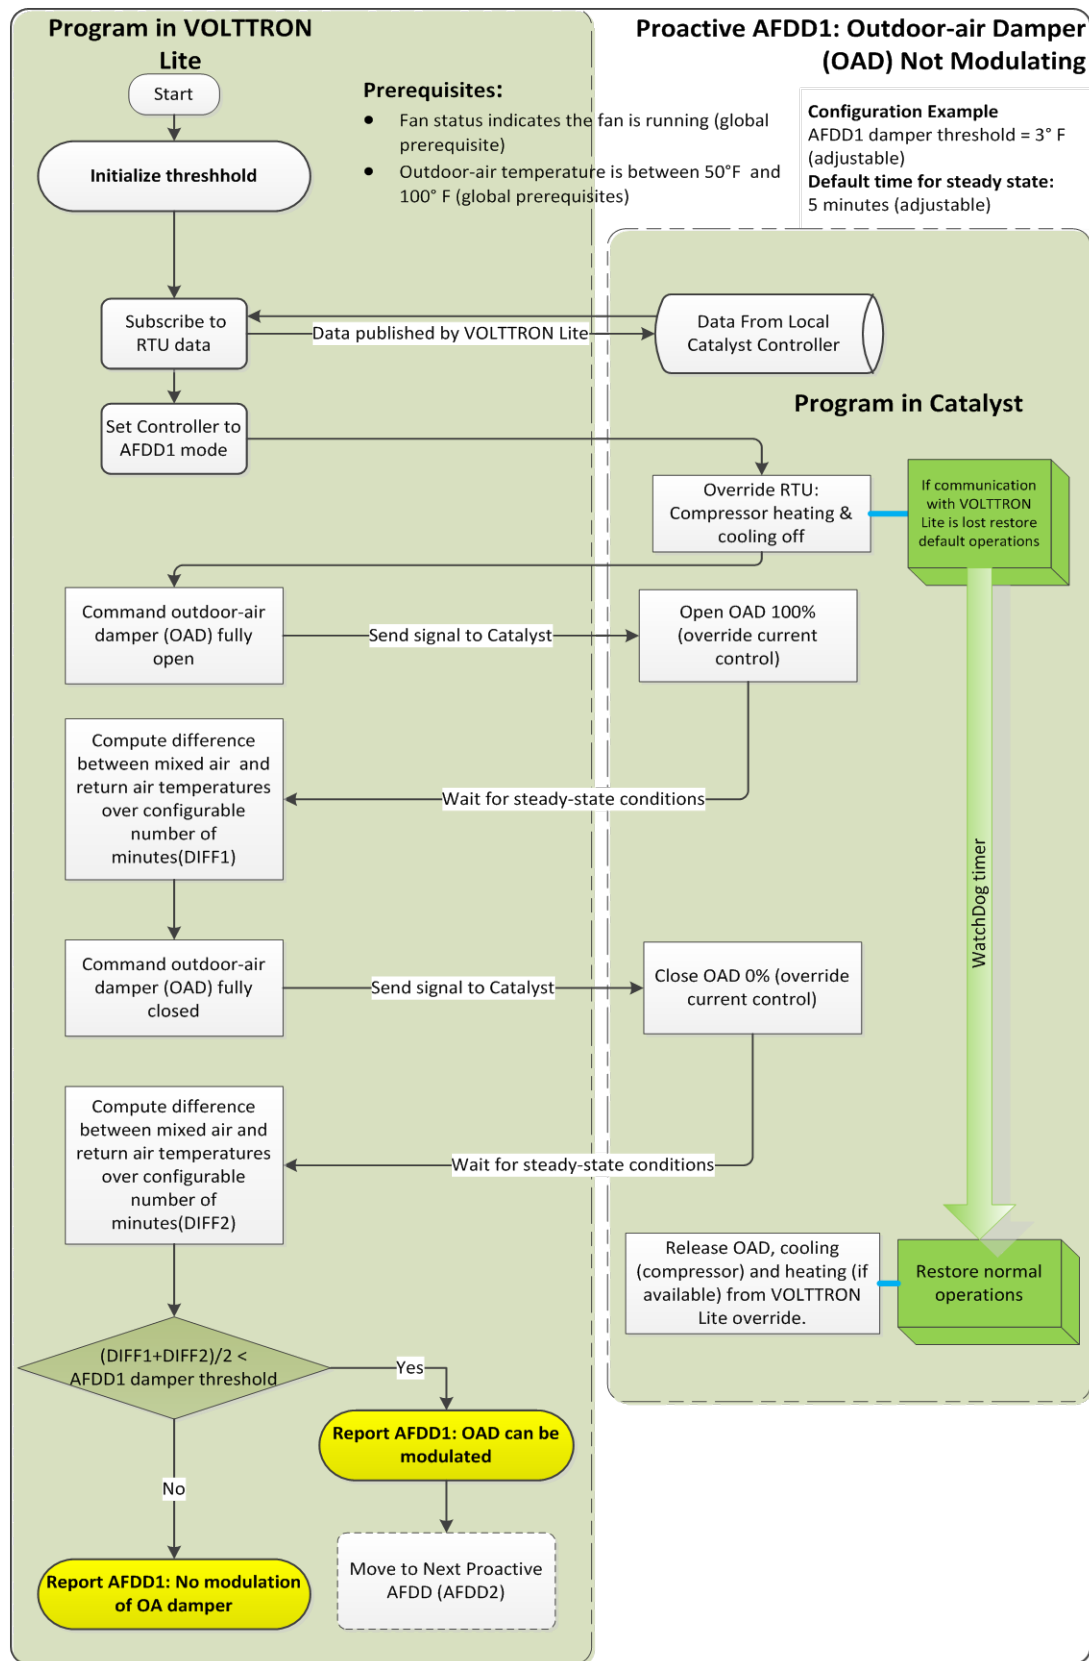 Program in VOLTTRON
Lite
Proactive AFDD1: Outdoor-air Damper
(OAD) Not Modulating
Start
Prerequisites:
• Fan status indicates the fan is running (global
prerequisite)
• Outdoor-air temperature is between 50°F and
100° F (global prerequisites)
Configuration Example
AFDD1 damper threshold = 3° F
(adjustable)
Default time for steady state:
5 minutes (adjustable)
Initialize threshhold
Subscribe to
RTU data
Data published by VOLTTRON Lite
Data From Local
Catalyst Controller
Program in Catalyst
Set Controller to
AFDD1 mode
Override RTU:
Compressor heating &
cooling off
If communication
with VOLTTRON
Lite is lost restore
default operations
Command outdoor-air
damper (OAD) fully
open
Send signal to Catalyst
Open OAD 100%
(override current
control)
Compute difference
between mixed air and
return air temperatures
over configurable
number of
minutes(DIFF1)
Wait for steady-state conditions
WatchDog timer
Command outdoor-air
damper (OAD) fully
closed
Send signal to Catalyst
Close OAD 0% (override
current control)
Compute difference
between mixed air and
return air temperatures
over configurable
number of
minutes(DIFF2)
Wait for steady-state conditions
Release OAD, cooling
(compressor) and heating (if
available) from VOLTTRON
Lite override.
Restore normal
operations
(DIFF1+DIFF2)/2 <
AFDD1 damper threshold
Yes
Report AFDD1: OAD can be
modulated
No
Move to Next Proactive
AFDD (AFDD2)
Report AFDD1: No modulation
of OA damper